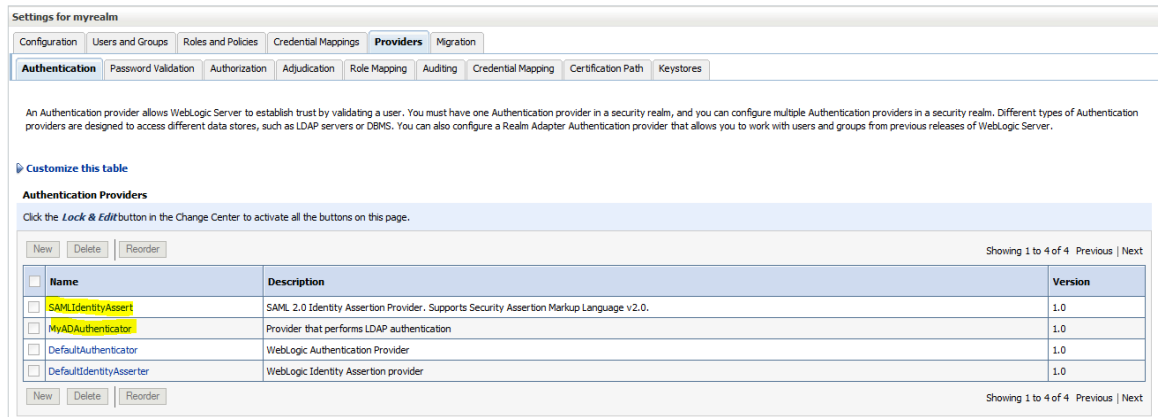 Settings for myrealm
Configuration Users and Groups Roles and Policies Credential Mappings Providers Migration
Authentication Password Validation Authorization Adjudication Role Mapping Auditing Credential Mapping Certification Path Keystores
An Authentication provider allows WebLogic Server to establish trust by validating a user. You must have one Authentication provider in a security realm, and you can configure multiple Authentication providers in a security realm. Different types of Authentication
providers are designed to access different data stores, such as LDAP servers or DBMS. You can also configure a Realm Adapter Authentication provider that allows you to work with users and groups from previous releases of WebLogic Server.
Customize this table
Authentication Providers
Click the Lock & Edit button in the Change Center to activate all the buttons on this page.
New Delete Reorder Showing 1 to 4 of 4 Previous | Next
Name Description Version
SAMLIdentityAssert SAML 2.0 Identity Assertion Provider. Supports Security Assertion Markup Language v2.0. 1.0
MyADAuthenticator Provider that performs LDAP authentication 1.0
DefaultAuthenticator WebLogic Authentication Provider 1.0
DefaultIdentityAsserter WebLogic Identity Assertion provider 1.0
New Delete Reorder Showing 1 to 4 of 4 Previous | Next